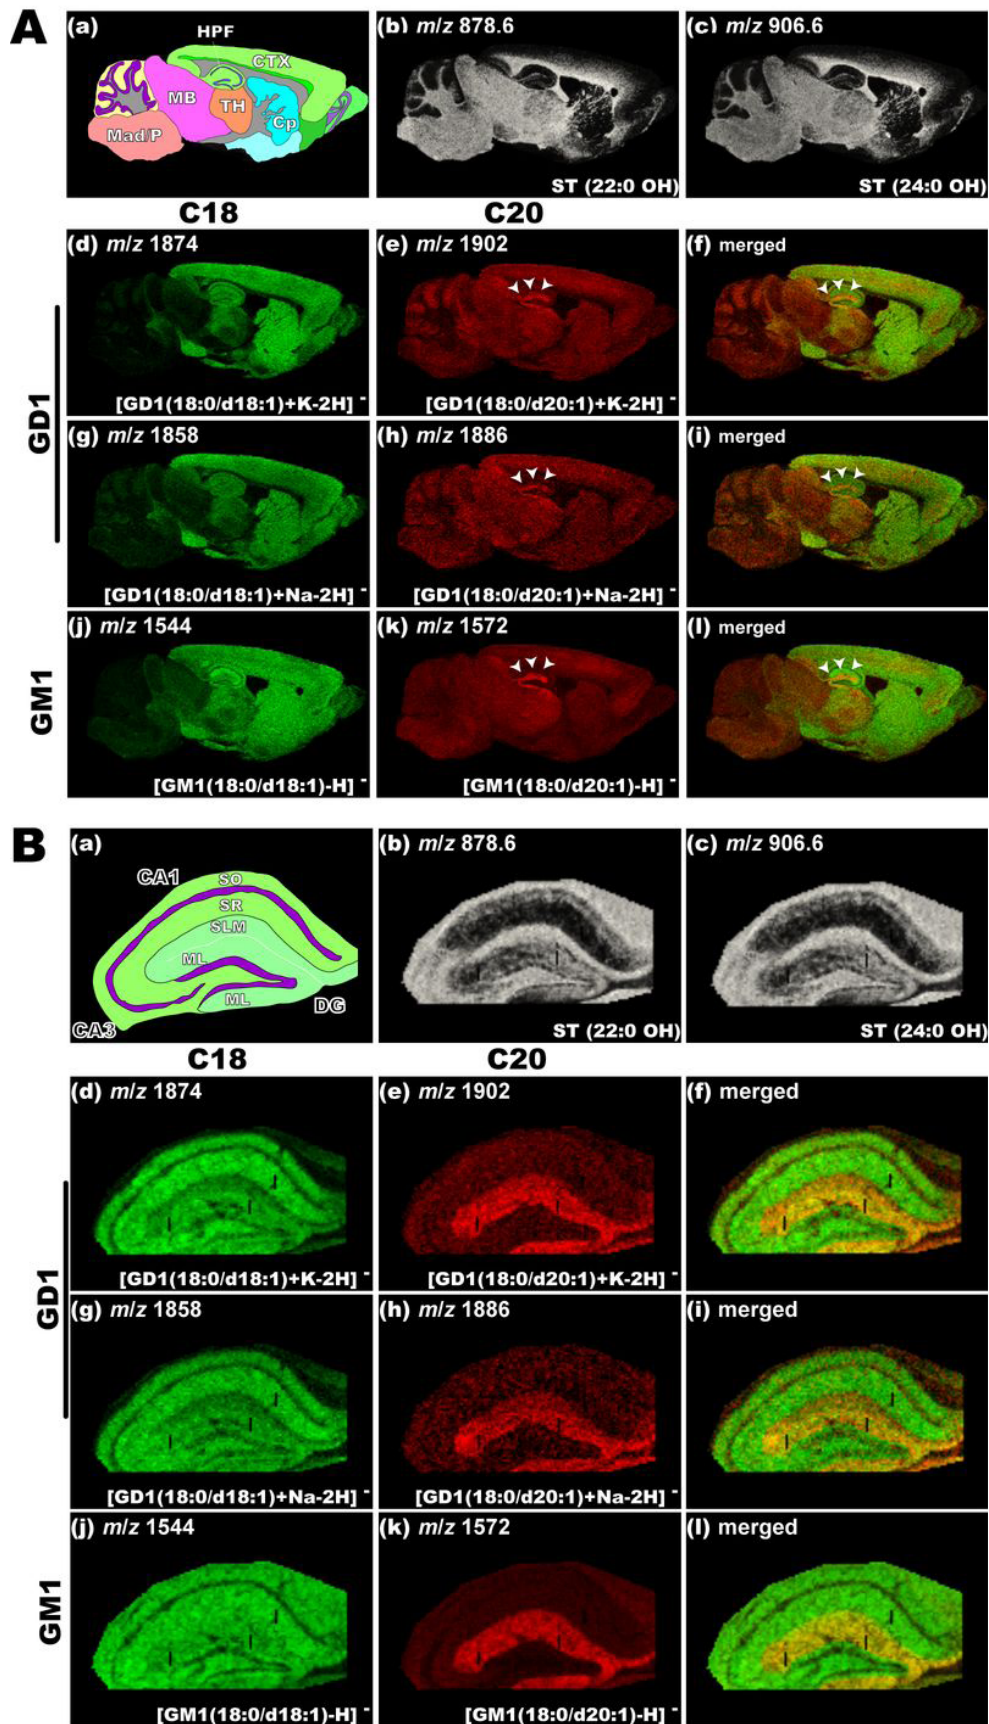 A
(a)
HPF
CTX
MB
TH
Cp
Mad/P
(b) m/z 878.6
ST (22:0 OH)
(c) m/z 906.6
ST (24:0 OH)
C18
C20
GD1
(d) m/z 1874
[GD1(18:0/d18:1)+K-2H]⁻
(e) m/z 1902
[GD1(18:0/d20:1)+K-2H]⁻
(f) merged
(g) m/z 1858
[GD1(18:0/d18:1)+Na-2H]⁻
(h) m/z 1886
[GD1(18:0/d20:1)+Na-2H]⁻
(i) merged
GM1
(j) m/z 1544
[GM1(18:0/d18:1)-H]⁻
(k) m/z 1572
[GM1(18:0/d20:1)-H]⁻
(l) merged
B
(a)
CA1
SO
SR
SLM
ML
ML
DG
CA3
(b) m/z 878.6
ST (22:0 OH)
(c) m/z 906.6
ST (24:0 OH)
C18
C20
GD1
(d) m/z 1874
[GD1(18:0/d18:1)+K-2H]⁻
(e) m/z 1902
[GD1(18:0/d20:1)+K-2H]⁻
(f) merged
(g) m/z 1858
[GD1(18:0/d18:1)+Na-2H]⁻
(h) m/z 1886
[GD1(18:0/d20:1)+Na-2H]⁻
(i) merged
GM1
(j) m/z 1544
[GM1(18:0/d18:1)-H]⁻
(k) m/z 1572
[GM1(18:0/d20:1)-H]⁻
(l) merged